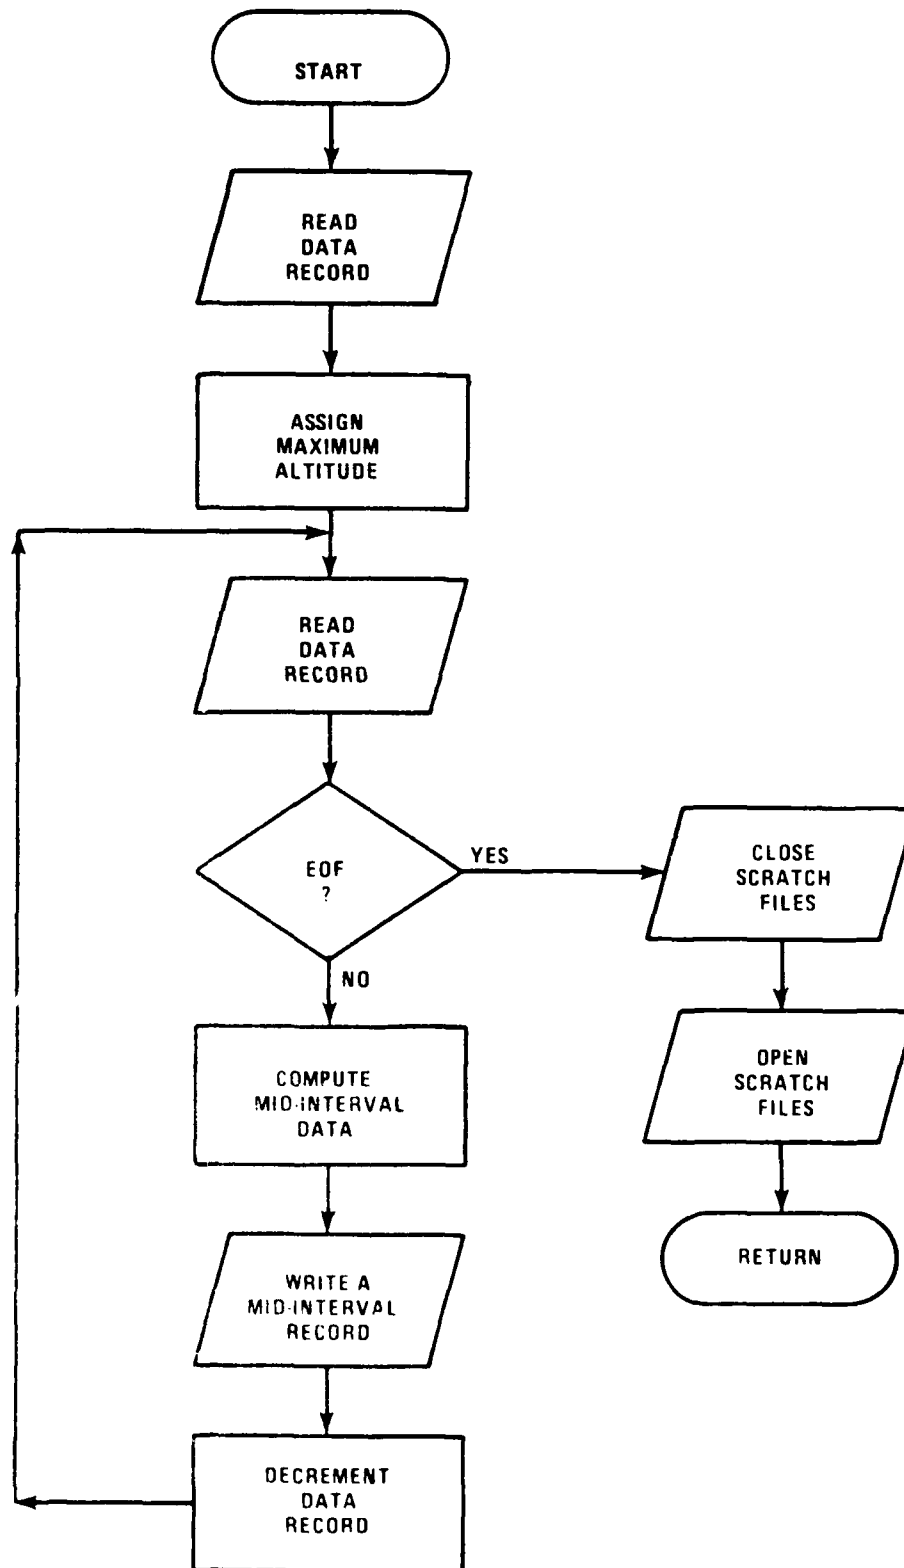 START
READ
DATA
RECORD
ASSIGN
MAXIMUM
ALTITUDE
READ
DATA
RECORD
EOF
?
YES
NO
CLOSE
SCRATCH
FILES
OPEN
SCRATCH
FILES
RETURN
COMPUTE
MID-INTERVAL
DATA
WRITE A
MID-INTERVAL
RECORD
DECREMENT
DATA
RECORD